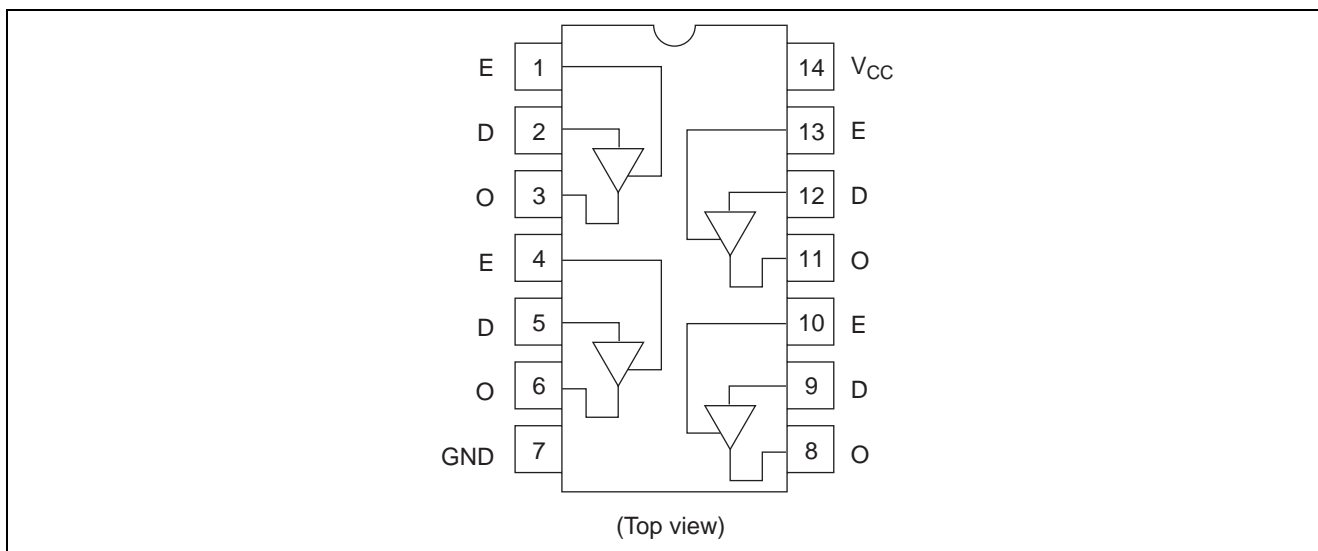 E 1 14 VCC
D 2 13 E
O 3 12 D
E 4 11 O
D 5 10 E
O 6 9 D
GND 7 8 O
(Top view)